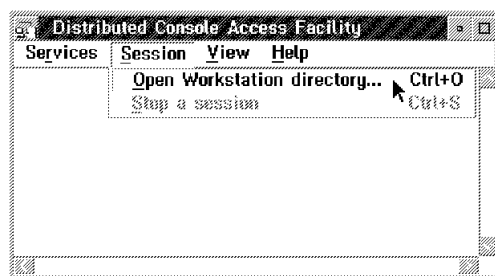 Distributed Console Access Facility
Services Session View Help
Open Workstation directory... Ctrl+O
Stop a session Ctrl+S